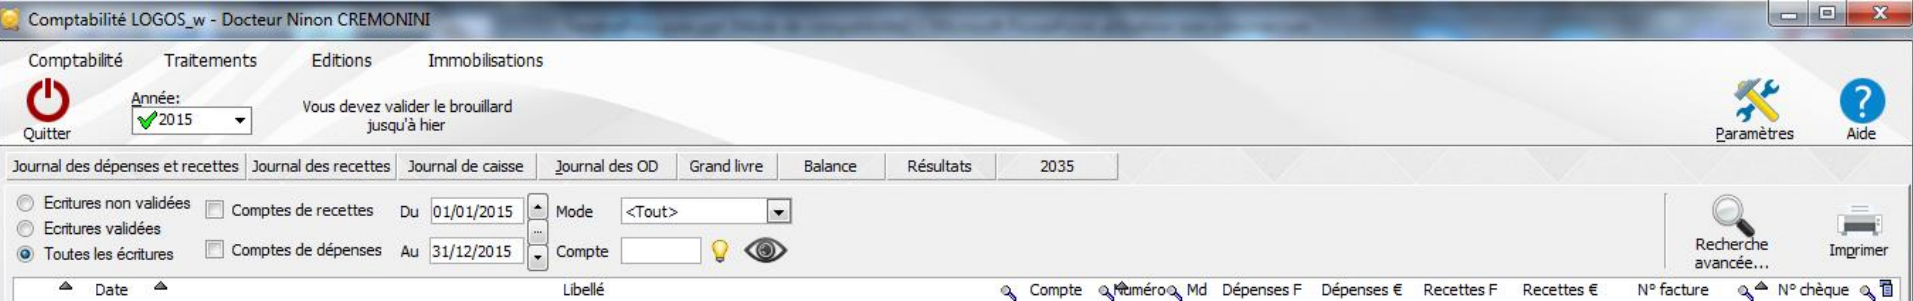 Comptabilité LOGOS_w - Docteur Ninon CREMONINI
Comptabilité Traitements Editions Immobilisations
Quitter
Année:
2015
Vous devez valider le brouillard
jusqu'à hier
Paramètres
Aide
Journal des dépenses et recettes Journal des recettes Journal de caisse Journal des OD Grand livre Balance Résultats 2035
Ecritures non validées
Ecritures validées
Toutes les écritures
Comptes de recettes
Comptes de dépenses
Du 01/01/2015
Au 31/12/2015
...
Mode <Tout>
Compte
Recherche
avancée...
Imprimer
Date Libellé Compte Numéro Md Dépenses F Dépenses € Recettes F Recettes € N° facture N° chèque